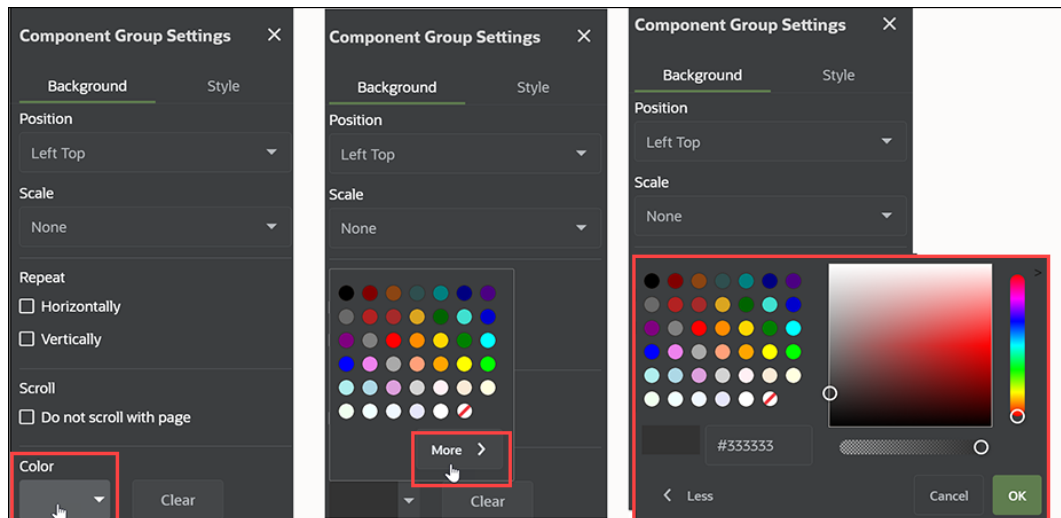 Component Group Settings
Background Style
Position
Left Top
Scale
None
Repeat
Horizontally
Vertically
Scroll
Do not scroll with page
Color
Clear
Component Group Settings
Background Style
Position
Left Top
Scale
None
More
Clear
Component Group Settings
Background Style
Position
Left Top
Scale
None
#333333
Less Cancel OK